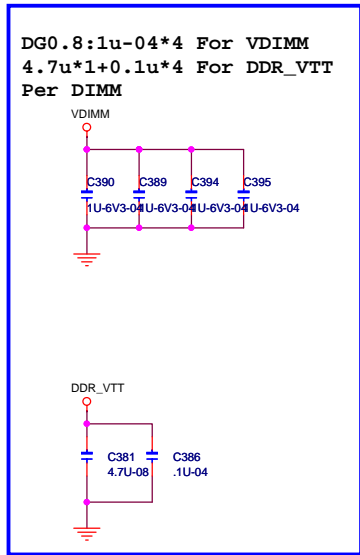 DG0.8:1u-04*4 For VDIMM
4.7u*1+0.1u*4 For DDR_VTT
Per DIMM
VDIMM
C390 C389 C394 C395
1U-6V3-04 1U-6V3-04 1U-6V3-04 1U-6V3-04
DDR_VTT
C381 C386
4.7U-08 .1U-04